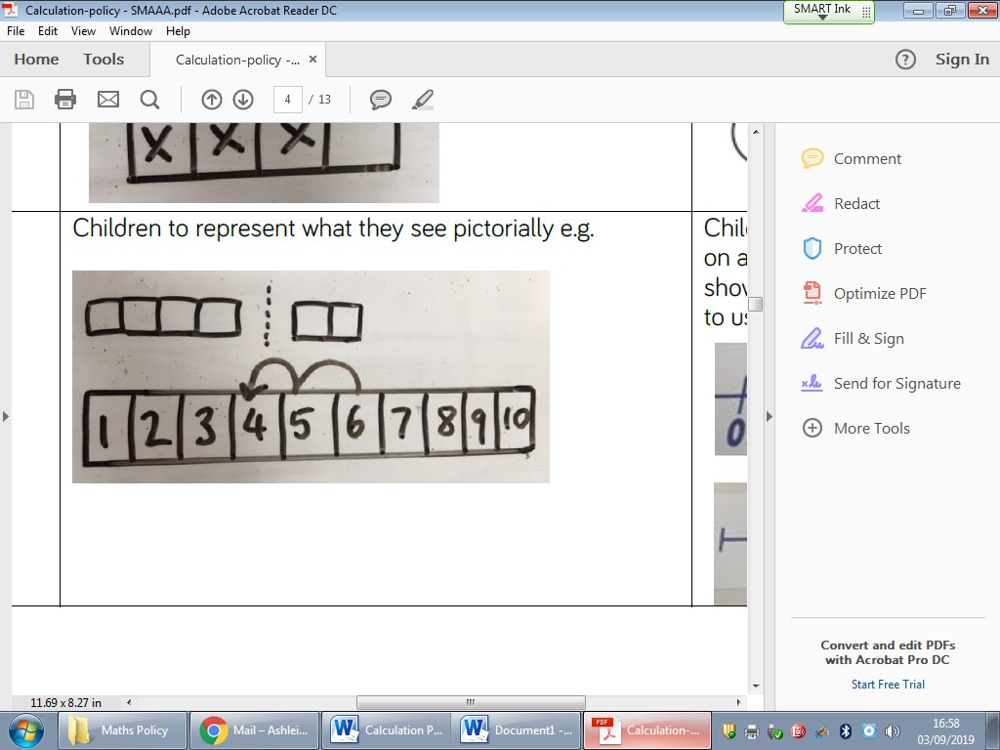 Calculation-policy - SMAAA.pdf - Adobe Acrobat Reader DC
SMART Ink
File Edit View Window Help
Home Tools Calculation-policy -... × Sign In
4 / 13
X X X
Children to represent what they see pictorially e.g.
1 2 3 4 5 6 7 8 9 10
on a
to
0
Comment
Redact
Protect
Optimize PDF
Fill & Sign
Send for Signature
More Tools
Convert and edit PDFs
with Acrobat Pro DC
Start Free Trial
11.69 x 8.27 in
Maths Policy
Mail – Ashlei...
Calculation P...
Document1 -...
Calculation-...
16:58
03/09/2019